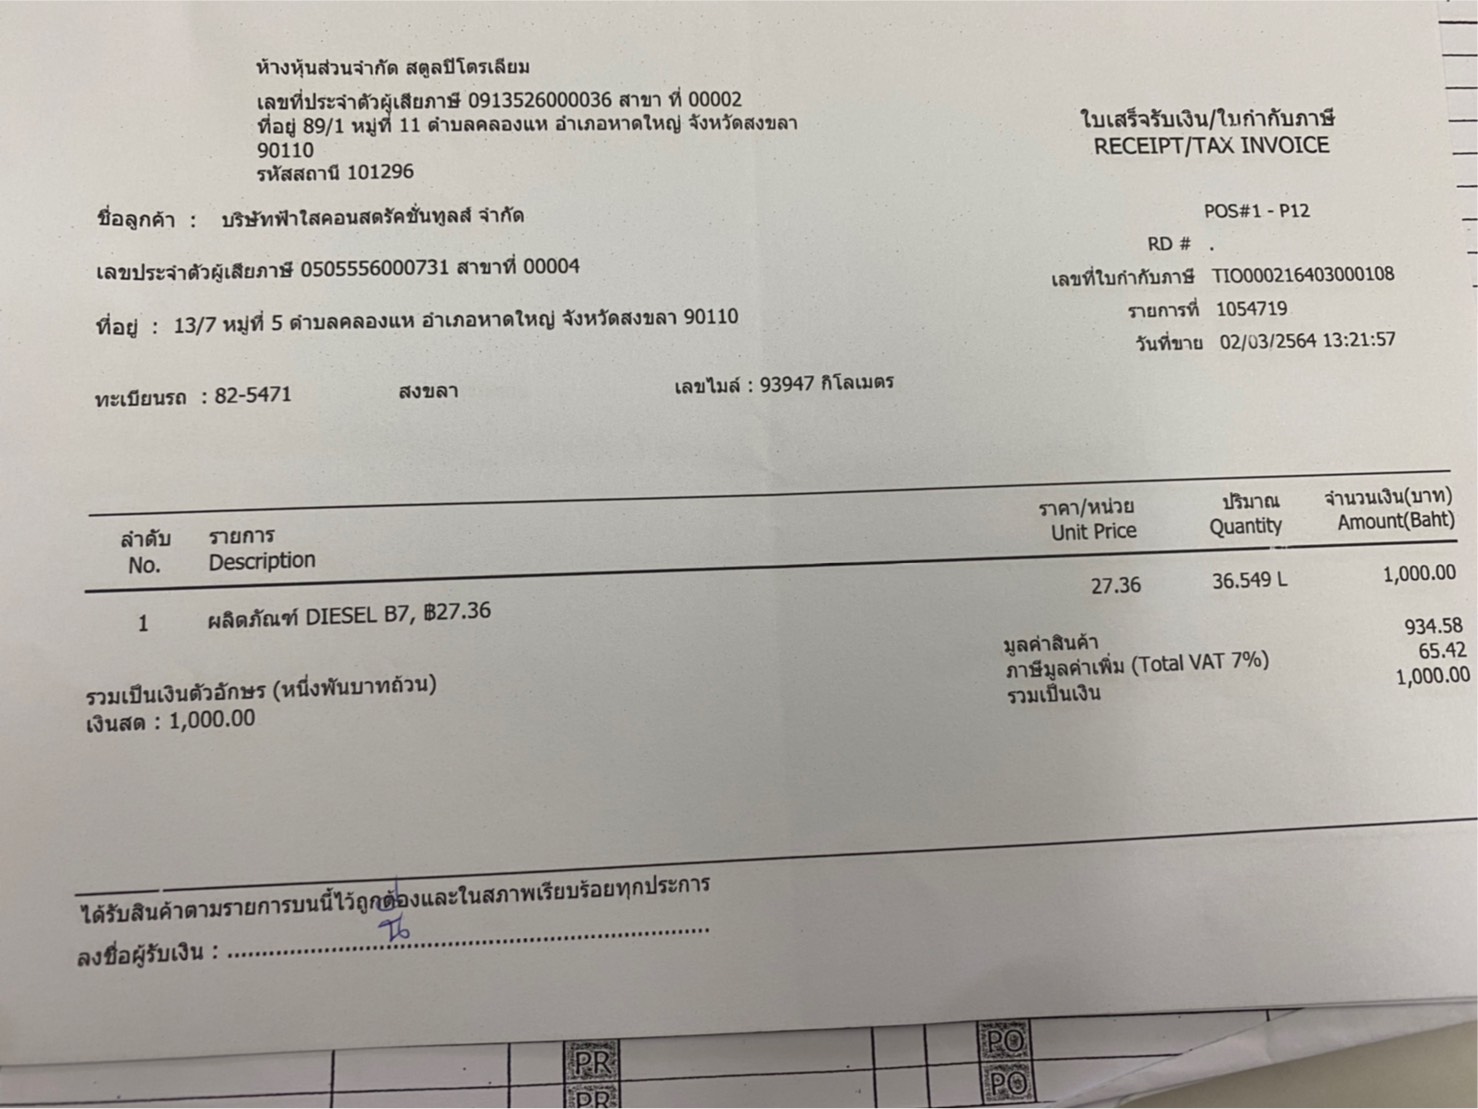 ห้างหุ้นส่วนจำกัด สตูลปิโตรเลียม
เลขที่ประจำตัวผู้เสียภาษี 0913526000036 สาขา ที่ 00002
ที่อยู่ 89/1 หมู่ที่ 11 ตำบลคลองแห อำเภอหาดใหญ่ จังหวัดสงขลา
90110
รหัสสถานี 101296
ใบเสร็จรับเงิน/ใบกำกับภาษี
RECEIPT/TAX INVOICE
ชื่อลูกค้า : บริษัทฟ้าใสคอนสตรัคชั่นทูลส์ จำกัด
POS#1 - P12
RD # .
เลขประจำตัวผู้เสียภาษี 0505556000731 สาขาที่ 00004
เลขที่ใบกำกับภาษี TIO000216403000108
ที่อยู่ : 13/7 หมู่ที่ 5 ตำบลคลองแห อำเภอหาดใหญ่ จังหวัดสงขลา 90110
รายการที่ 1054719
วันที่ขาย 02/03/2564 13:21:57
ทะเบียนรถ : 82-5471 สงขลา เลขไมล์ : 93947 กิโลเมตร
ลำดับ รายการ ราคา/หน่วย ปริมาณ จำนวนเงิน(บาท)
No. Description Unit Price Quantity Amount(Baht)
1 ผลิตภัณฑ์ DIESEL B7, ฿27.36 27.36 36.549 L 1,000.00
มูลค่าสินค้า 934.58
ภาษีมูลค่าเพิ่ม (Total VAT 7%) 65.42
รวมเป็นเงิน 1,000.00
รวมเป็นเงินตัวอักษร (หนึ่งพันบาทถ้วน)
เงินสด : 1,000.00
ได้รับสินค้าตามรายการบนนี้ไว้ถูกต้องและในสภาพเรียบร้อยทุกประการ
ลงชื่อผู้รับเงิน : ......................................................................
PR PO
PR PO